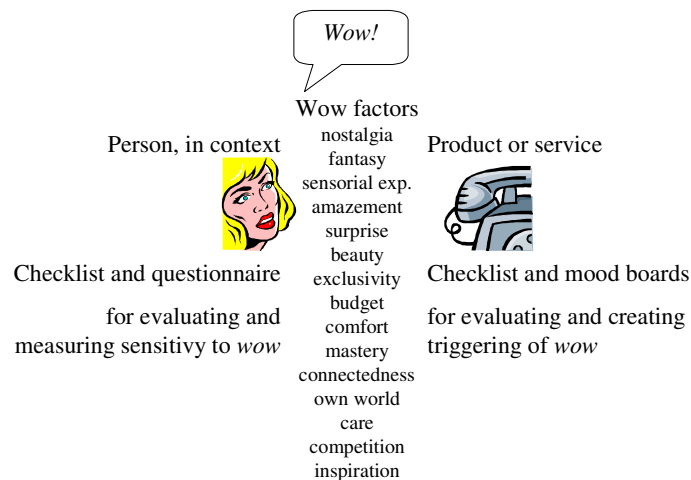 Wow!
Wow factors
nostalgia
fantasy
sensorial exp.
amazement
surprise
beauty
exclusivity
budget
comfort
mastery
connectedness
own world
care
competition
inspiration
Person, in context
Checklist and questionnaire
for evaluating and
measuring sensitivy to wow
Product or service
Checklist and mood boards
for evaluating and creating
triggering of wow